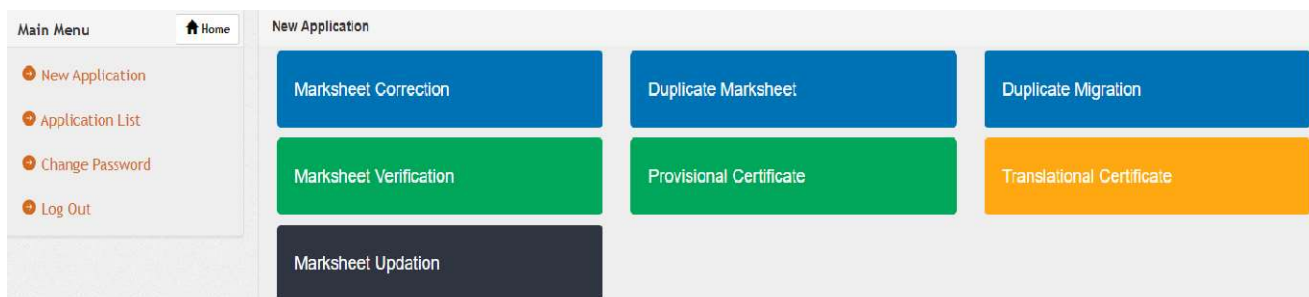 Main Menu
Home
New Application
Application List
Change Password
Log Out
New Application
Marksheet Correction
Duplicate Marksheet
Duplicate Migration
Marksheet Verification
Provisional Certificate
Translational Certificate
Marksheet Updation